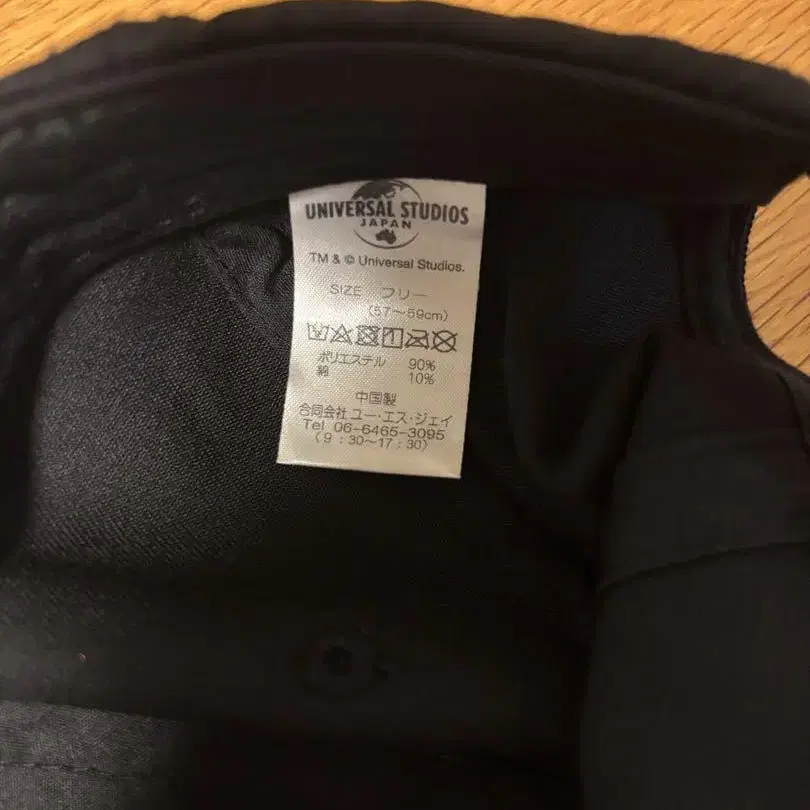 UNIVERSAL STUDIOS
JAPAN
TM & © Universal Studios.
SIZE フリー
(57〜59cm)
ポリエステル 90%
綿 10%
中国製
合同会社 ユー・エス・ジェイ
Tel 06-6465-3095
(9:30〜17:30)